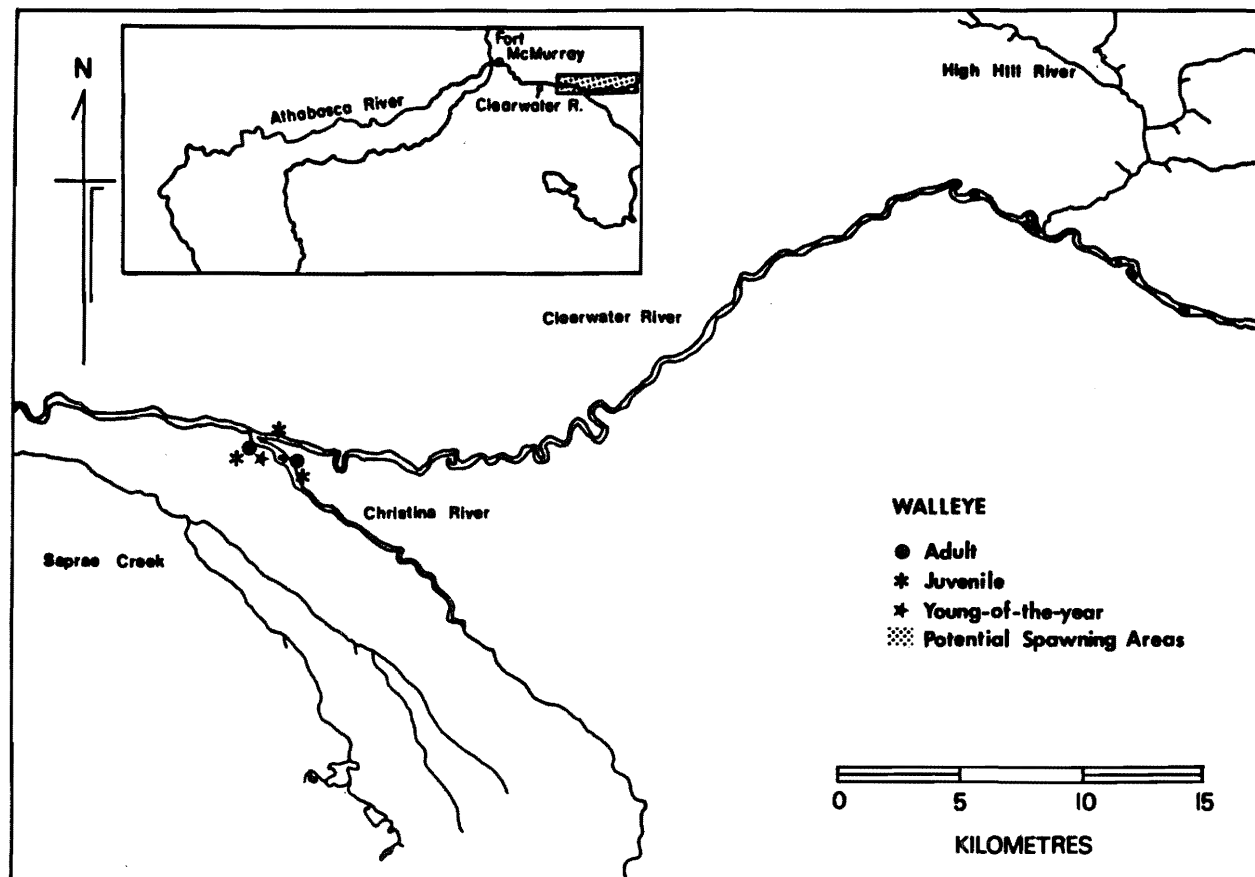 N
Fort
McMurray
Athabasca River
Clearwater R.
High Hill River
Clearwater River
Christina River
Saprae Creek
WALLEYE
Adult
Juvenile
Young-of-the-year
Potential Spawning Areas
0 5 10 15
KILOMETRES